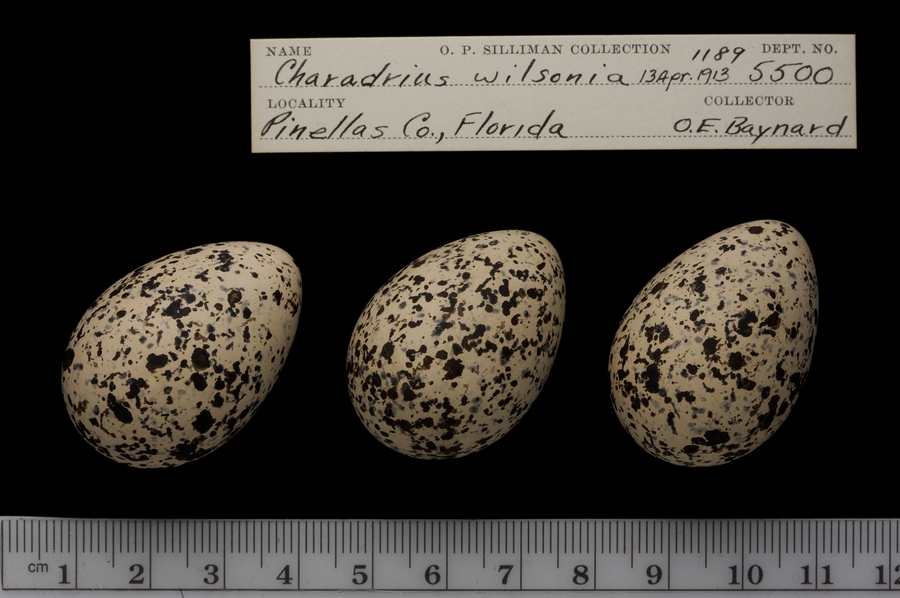 NAME O. P. SILLIMAN COLLECTION 1189 DEPT. NO.
Charadrius wilsonia 13Apr.1913 5500
LOCALITY COLLECTOR
Pinellas Co., Florida O.E. Baynard
cm 1 2 3 4 5 6 7 8 9 10 11 12